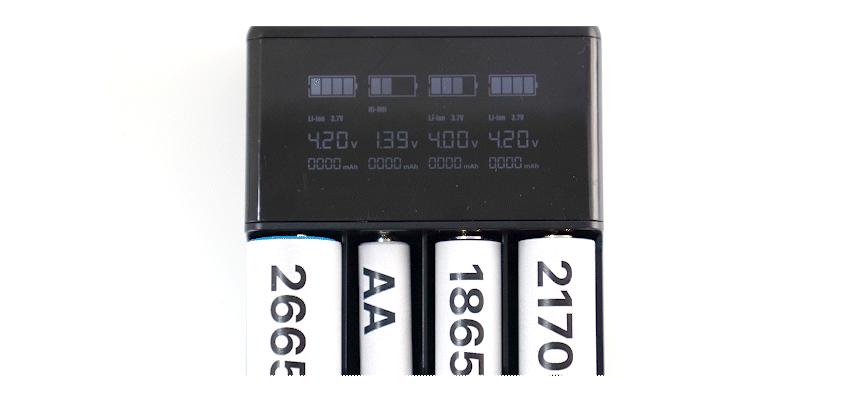 Ni-MH
Li-ion 3.7V Li-ion 3.7V Li-ion 3.7V
4.20V 1.39V 4.00V 4.20V
0000mAh 0000mAh 0000mAh 0000mAh
2665 AA 1865 2170